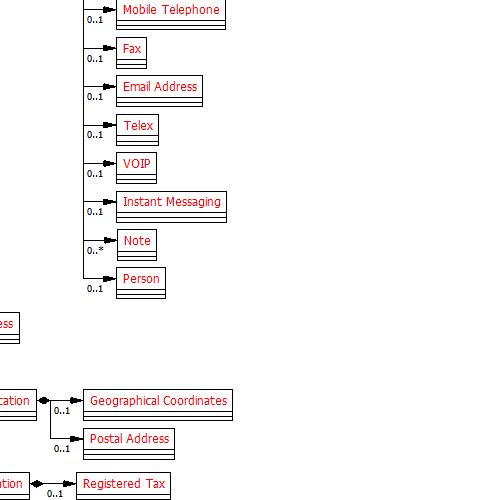 Mobile Telephone
0..1
Fax
0..1
Email Address
0..1
Telex
0..1
VOIP
0..1
Instant Messaging
0..1
Note
0..*
Person
0..1
ess
cation
Geographical Coordinates
0..1
Postal Address
0..1
ation
Registered Tax
0..1